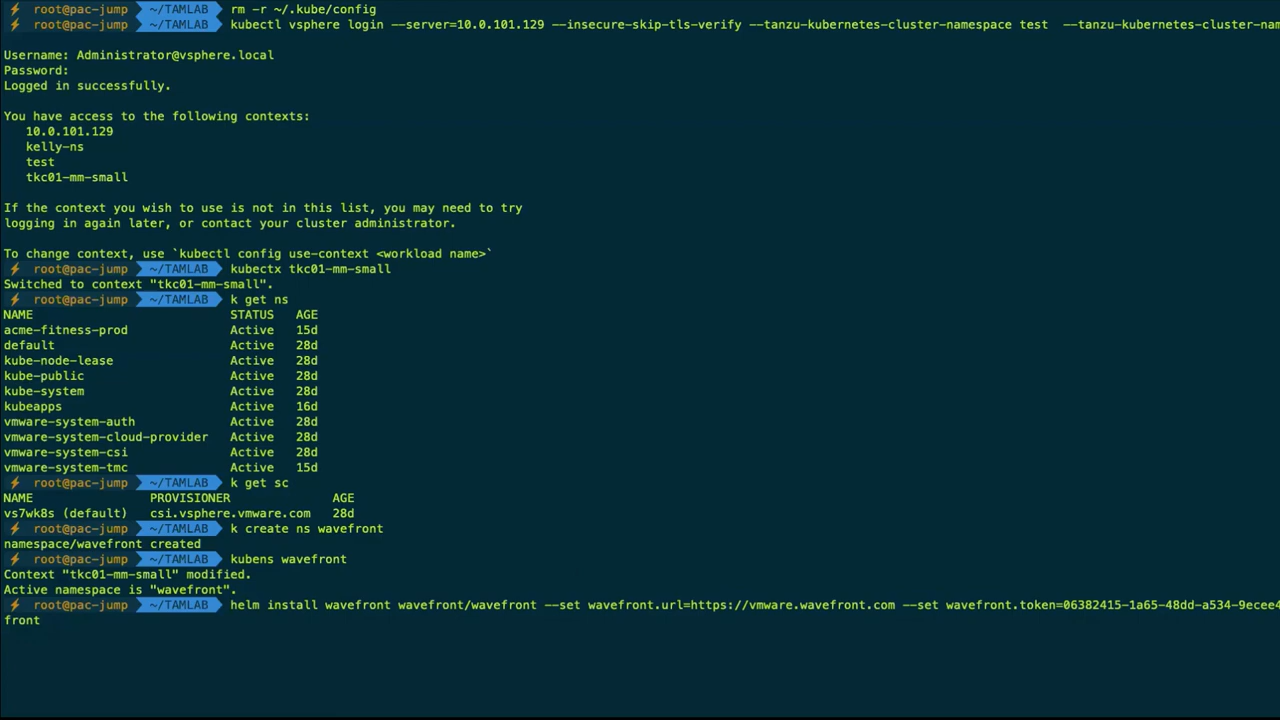 ⚡ root@pac-jump ~/TAMLAB rm -r ~/.kube/config
⚡ root@pac-jump ~/TAMLAB kubectl vsphere login --server=10.0.101.129 --insecure-skip-tls-verify --tanzu-kubernetes-cluster-namespace test --tanzu-kubernetes-cluster-nam
Username: Administrator@vsphere.local
Password:
Logged in successfully.
You have access to the following contexts:
10.0.101.129
kelly-ns
test
tkc01-mm-small
If the context you wish to use is not in this list, you may need to try
logging in again later, or contact your cluster administrator.
To change context, use `kubectl config use-context <workload name>`
⚡ root@pac-jump ~/TAMLAB kubectx tkc01-mm-small
Switched to context "tkc01-mm-small".
⚡ root@pac-jump ~/TAMLAB k get ns
NAME STATUS AGE
acme-fitness-prod Active 15d
default Active 28d
kube-node-lease Active 28d
kube-public Active 28d
kube-system Active 28d
kubeapps Active 16d
vmware-system-auth Active 28d
vmware-system-cloud-provider Active 28d
vmware-system-csi Active 28d
vmware-system-tmc Active 15d
⚡ root@pac-jump ~/TAMLAB k get sc
NAME PROVISIONER AGE
vs7wk8s (default) csi.vsphere.vmware.com 28d
⚡ root@pac-jump ~/TAMLAB k create ns wavefront
namespace/wavefront created
⚡ root@pac-jump ~/TAMLAB kubens wavefront
Context "tkc01-mm-small" modified.
Active namespace is "wavefront".
⚡ root@pac-jump ~/TAMLAB helm install wavefront wavefront/wavefront --set wavefront.url=https://vmware.wavefront.com --set wavefront.token=06382415-1a65-48dd-a534-9ecee4
front